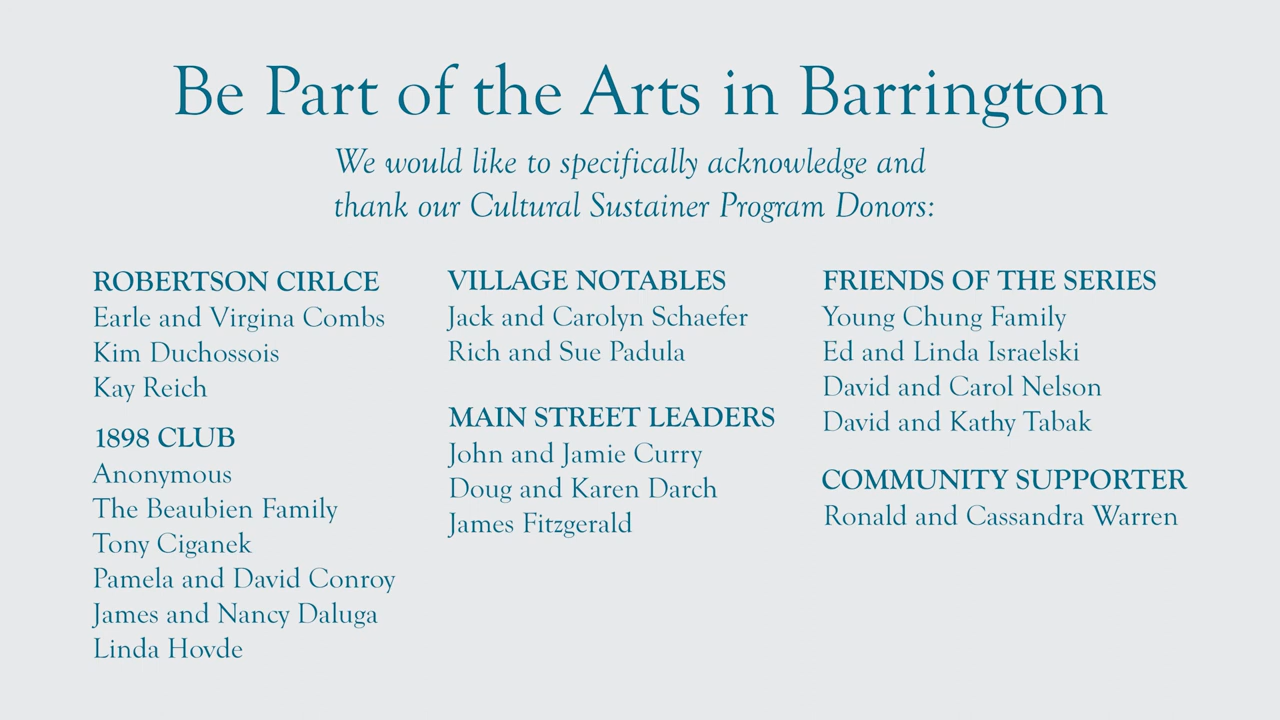 Be Part of the Arts in Barrington
We would like to specifically acknowledge and
thank our Cultural Sustainer Program Donors:
ROBERTSON CIRLCE
Earle and Virgina Combs
Kim Duchossois
Kay Reich
1898 CLUB
Anonymous
The Beaubien Family
Tony Ciganek
Pamela and David Conroy
James and Nancy Daluga
Linda Hovde
VILLAGE NOTABLES
Jack and Carolyn Schaefer
Rich and Sue Padula
MAIN STREET LEADERS
John and Jamie Curry
Doug and Karen Darch
James Fitzgerald
FRIENDS OF THE SERIES
Young Chung Family
Ed and Linda Israelski
David and Carol Nelson
David and Kathy Tabak
COMMUNITY SUPPORTER
Ronald and Cassandra Warren